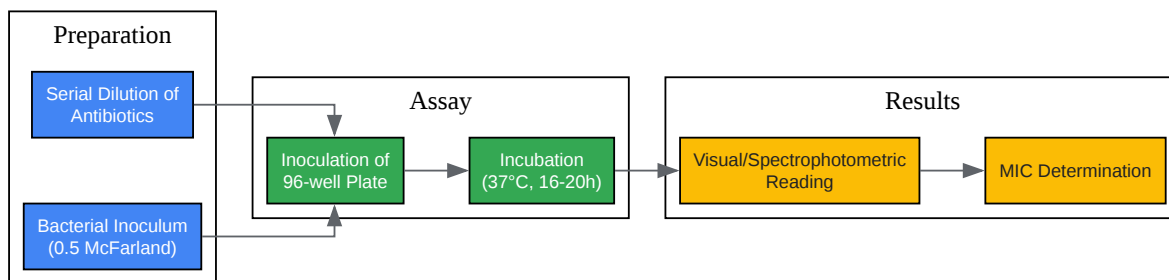 Preparation
Serial Dilution of
Antibiotics
Bacterial Inoculum
(0.5 McFarland)
Assay
Inoculation of
96-well Plate
Incubation
(37°C, 16-20h)
Results
Visual/Spectrophotometric
Reading
MIC Determination